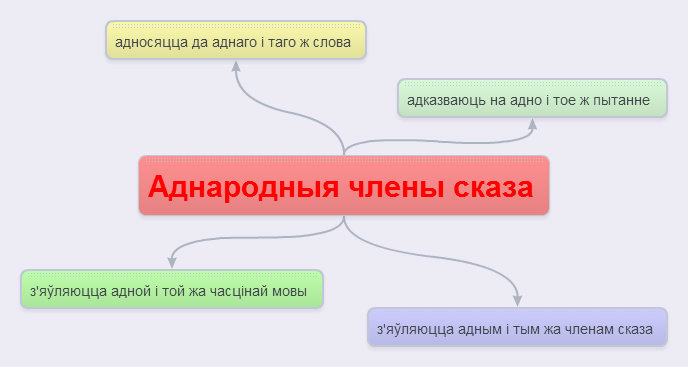 адносяцца да аднаго і таго ж слова
адказваюць на адно і тое ж пытанне
Аднародныя члены сказа
з'яўляюцца адной і той жа часцінай мовы
з'яўляюцца адным і тым жа членам сказа